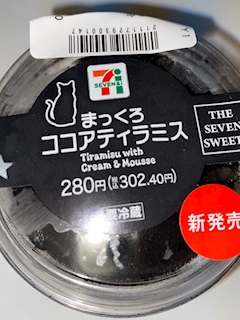 2117293000147
SEVEN&i
まっくろ
ココアティラミス
Tiramisu with
Cream & Mousse
280円(税込302.40円)
要冷蔵
THE
SEVEN
SWEET
新発売